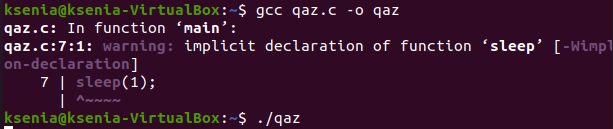 ksenia@ksenia-VirtualBox:~$ gcc qaz.c -o qaz
qaz.c: In function ‘main’:
qaz.c:7:1: warning: implicit declaration of function ‘sleep’ [-Wimpl
on-declaration]
    7 | sleep(1);
      | ^~~~~
ksenia@ksenia-VirtualBox:~$ ./qaz